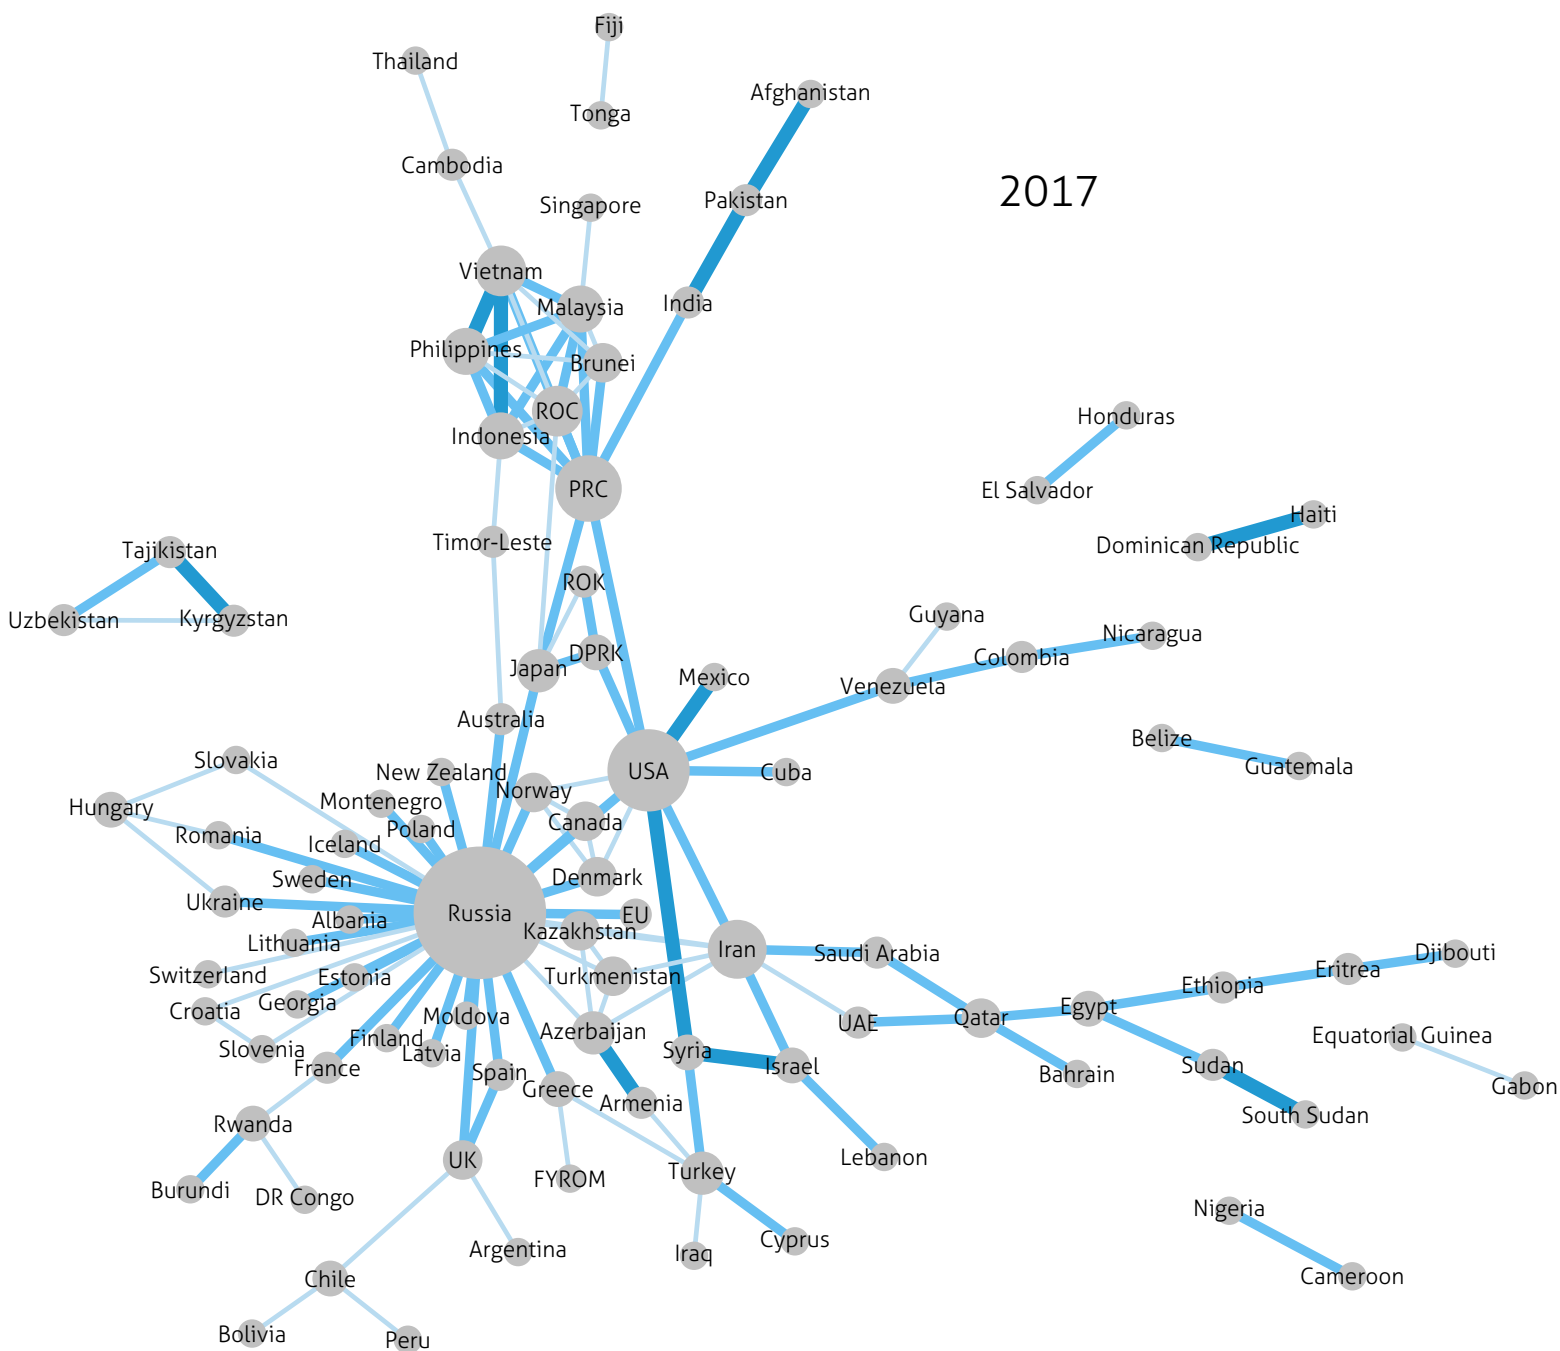 Fiji
Thailand
Afghanistan
Tonga
Cambodia
2017
Pakistan
Singapore
Vietnam
Malaysia
India
Philippines
Brunei
ROC
Honduras
Indonesia
PRC
El Salvador
Haiti
Timor-Leste
Dominican Republic
Tajikistan
ROK
Guyana
Uzbekistan
Kyrgyzstan
Nicaragua
DPRK
Colombia
Japan
Mexico
Venezuela
Australia
Belize
Slovakia
New Zealand
USA
Cuba
Guatemala
Norway
Montenegro
Hungary
Canada
Poland
Romania
Iceland
Denmark
Sweden
Ukraine
Russia
EU
Albania
Kazakhstan
Lithuania
Iran
Saudi Arabia
Djibouti
Switzerland
Estonia
Turkmenistan
Eritrea
Ethiopia
Croatia
Georgia
Moldova
Egypt
Qatar
UAE
Azerbaijan
Finland
Equatorial Guinea
Slovenia
Latvia
Syria
France
Spain
Israel
Sudan
Bahrain
Greece
Gabon
Armenia
South Sudan
Rwanda
UK
Lebanon
Turkey
FYROM
Burundi
DR Congo
Nigeria
Cyprus
Argentina
Iraq
Chile
Cameroon
Bolivia
Peru